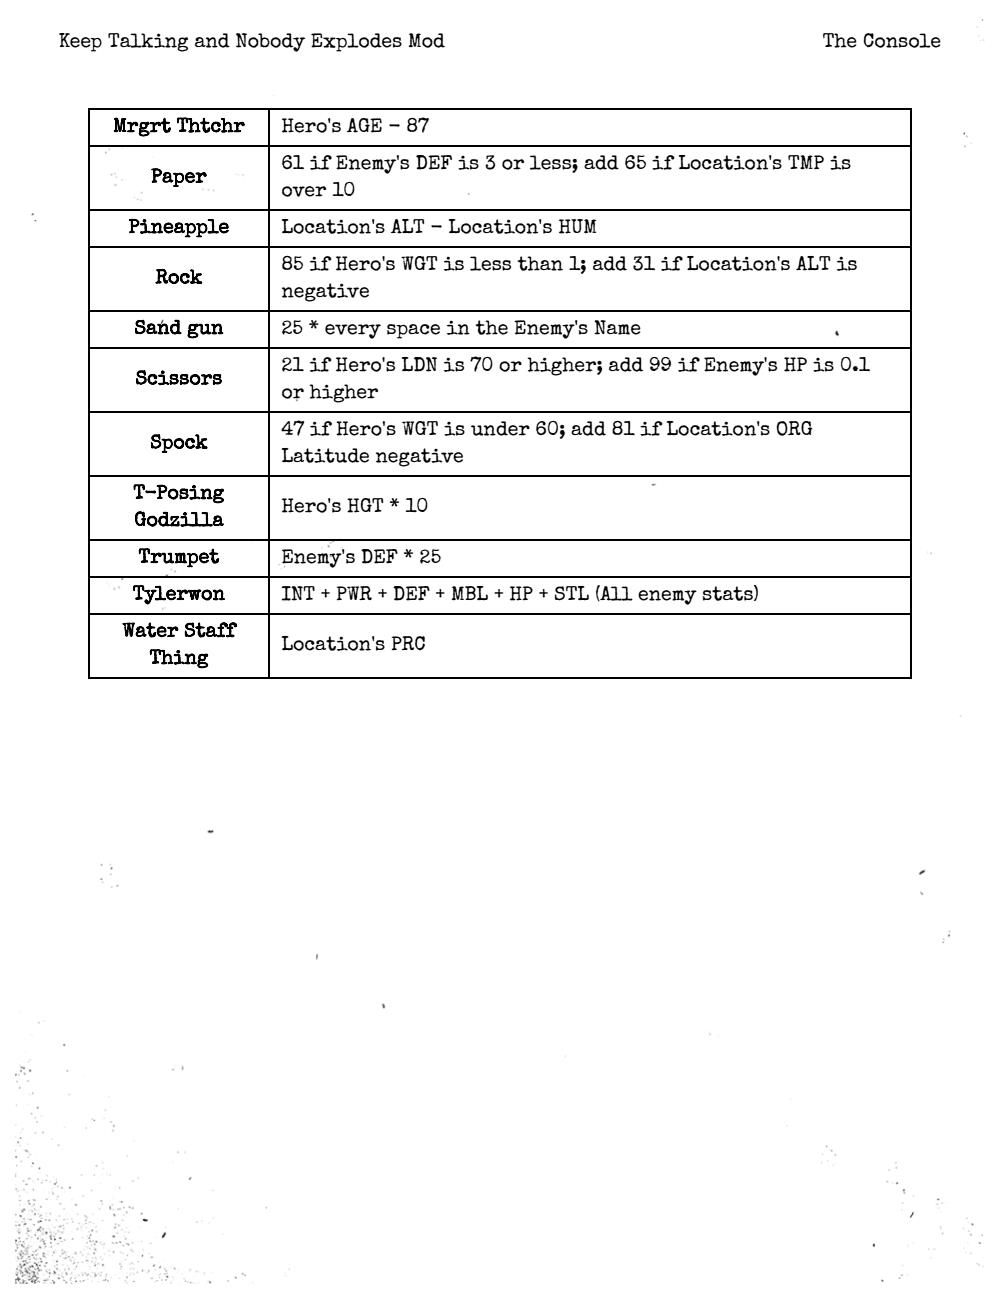 Keep Talking and Nobody Explodes Mod
The Console
Mrgrt Thtchr
Hero's AGE – 87
Paper
61 if Enemy's DEF is 3 or less; add 65 if Location's TMP is
over 10
Pineapple
Location's ALT – Location's HUM
Rock
85 if Hero's WGT is less than 1; add 31 if Location's ALT is
negative
Sand gun
25 * every space in the Enemy's Name
Scissors
21 if Hero's LDN is 70 or higher; add 99 if Enemy's HP is 0.1
or higher
Spock
47 if Hero's WGT is under 60; add 81 if Location's ORG
Latitude negative
T-Posing
Godzilla
Hero's HGT * 10
Trumpet
Enemy's DEF * 25
Tylerwon
INT + PWR + DEF + MBL + HP + STL (All enemy stats)
Water Staff
Thing
Location's PRC